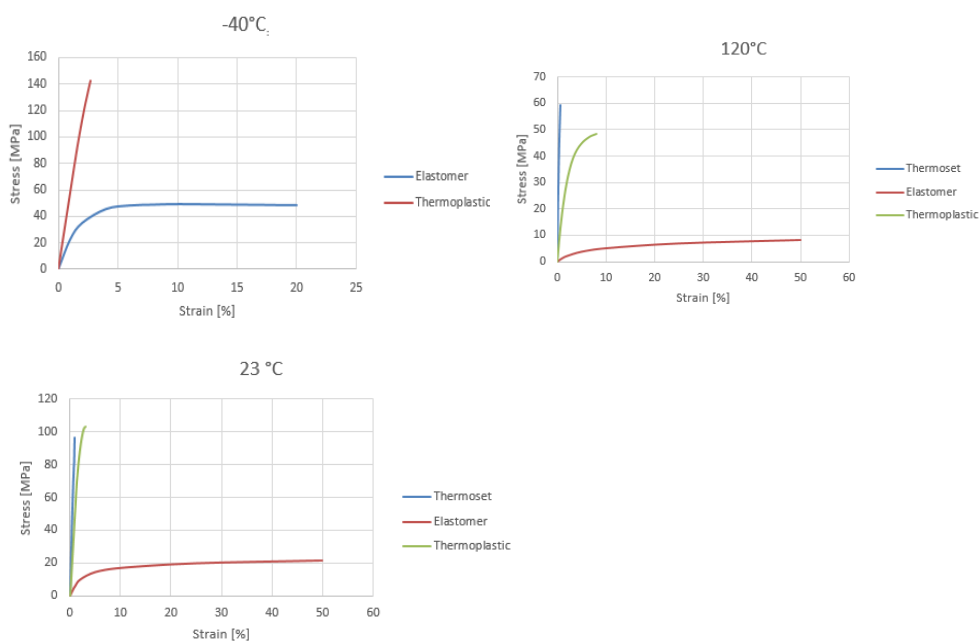 -40°C:
160
140
120
100
80
60
40
20
0
Stress [MPa]
0 5 10 15 20 25
Strain [%]
Elastomer
Thermoplastic
120°C
70
60
50
40
30
20
10
0
Stress [MPa]
0 10 20 30 40 50 60
Strain [%]
Thermoset
Elastomer
Thermoplastic
23 °C
120
100
80
60
40
20
0
Stress [MPa]
0 10 20 30 40 50 60
Strain [%]
Thermoset
Elastomer
Thermoplastic